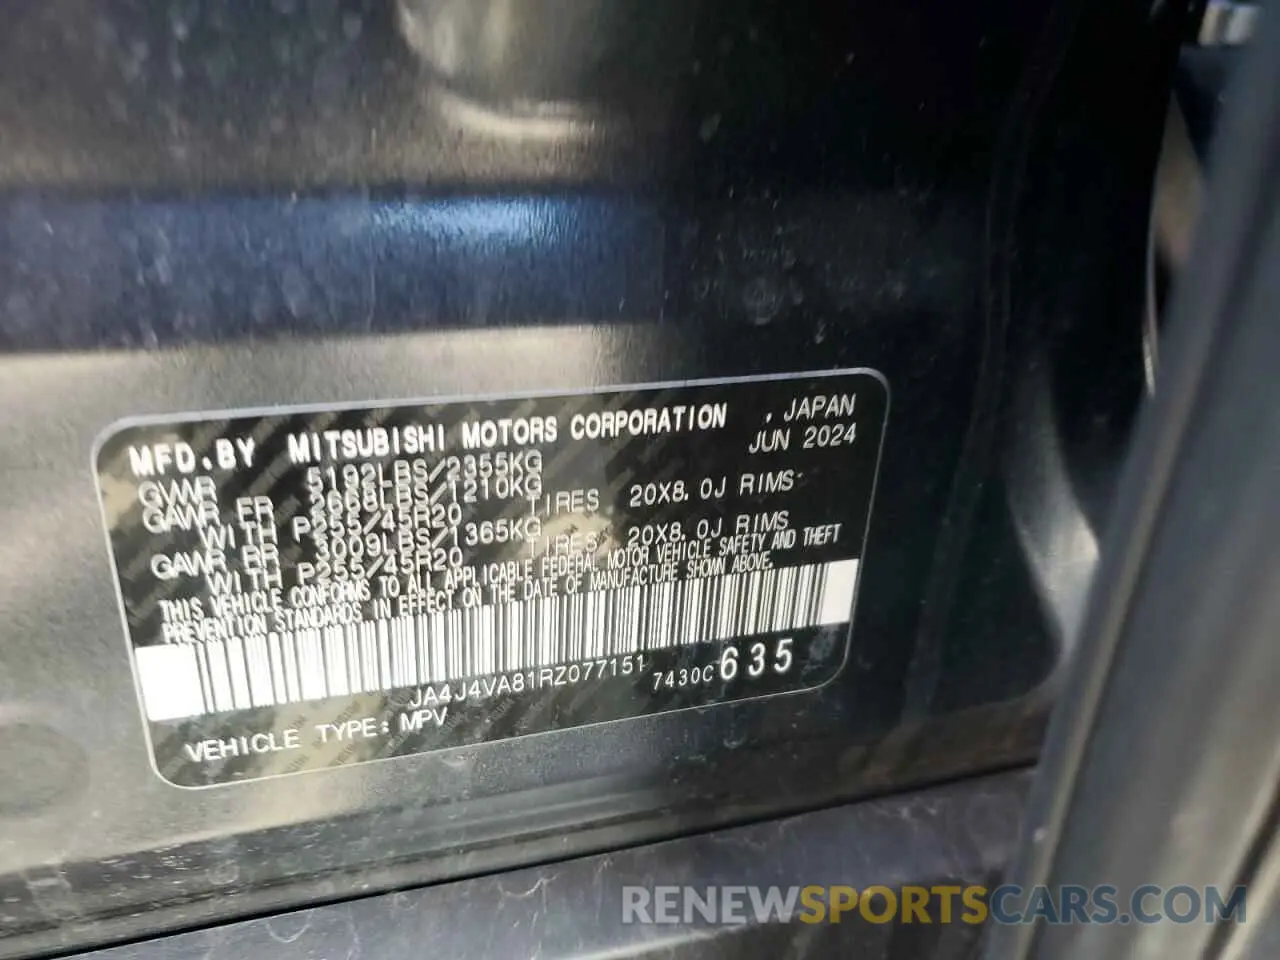 MFD.BY MITSUBISHI MOTORS CORPORATION , JAPAN
JUN 2024
GVWR 5192LBS/2355KG
GAWR FR 2668LBS/1210KG
WITH P255/45R20 TIRES 20X8.0J RIMS
GAWR RR 3009LBS/1365KG
WITH P255/45R20 TIRES 20X8.0J RIMS
THIS VEHICLE CONFORMS TO ALL APPLICABLE FEDERAL MOTOR VEHICLE SAFETY AND THEFT
PREVENTION STANDARDS IN EFFECT ON THE DATE OF MANUFACTURE SHOWN ABOVE.
JA4J4VA81RZ077151 7430C 635
VEHICLE TYPE: MPV
RENEWSPORTSCARS.COM